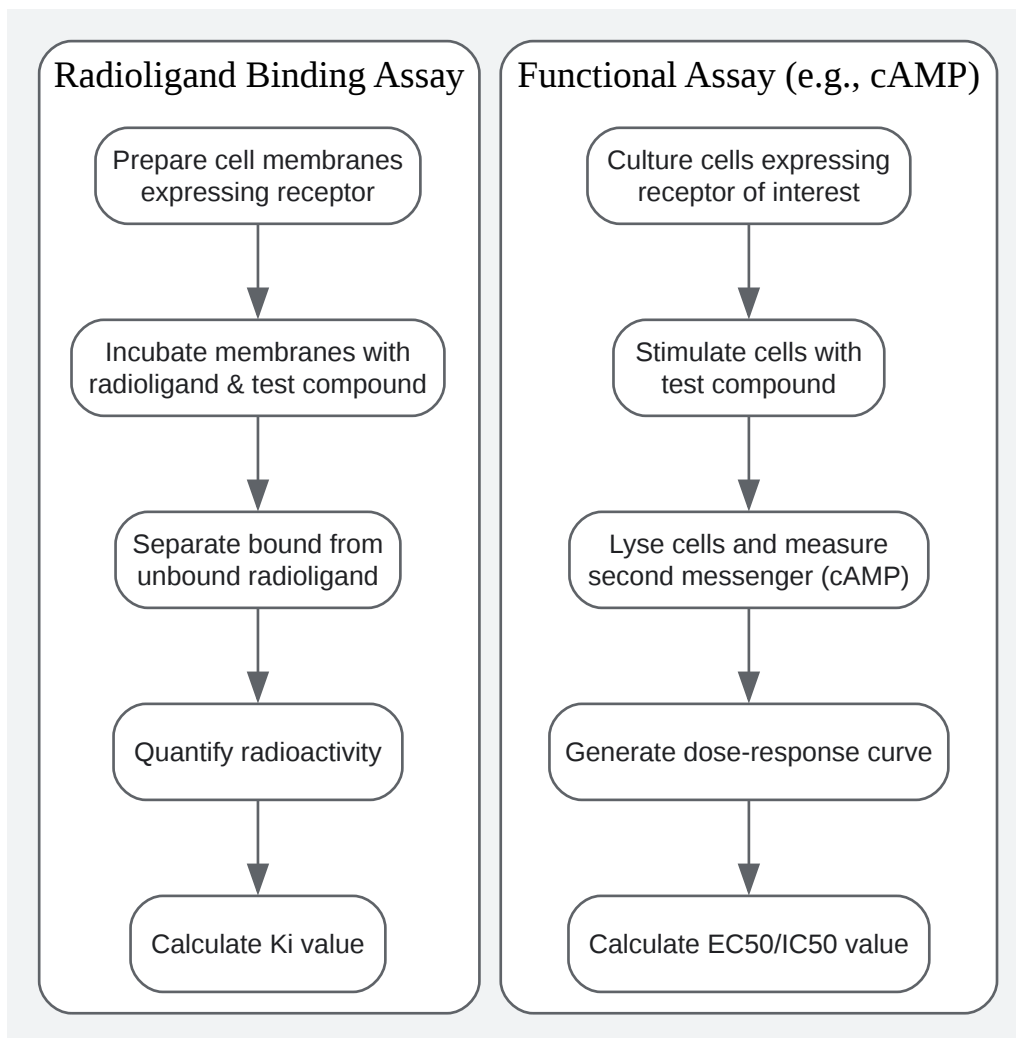 Radioligand Binding Assay
Prepare cell membranes
expressing receptor
Incubate membranes with
radioligand & test compound
Separate bound from
unbound radioligand
Quantify radioactivity
Calculate Ki value
Functional Assay (e.g., cAMP)
Culture cells expressing
receptor of interest
Stimulate cells with
test compound
Lyse cells and measure
second messenger (cAMP)
Generate dose-response curve
Calculate EC50/IC50 value